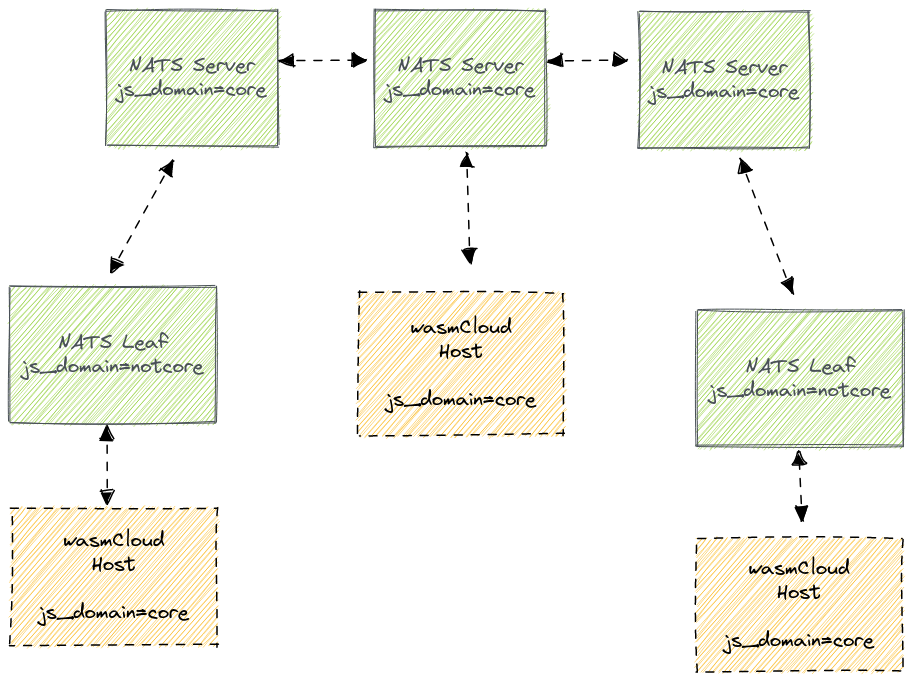 NATS Server
js_domain=core
NATS Server
js_domain=core
NATS Server
js_domain=core
NATS Leaf
js_domain=notcore
wasmCloud
Host
js_domain=core
NATS Leaf
js_domain=notcore
wasmCloud
Host
js_domain=core
wasmCloud
Host
js_domain=core